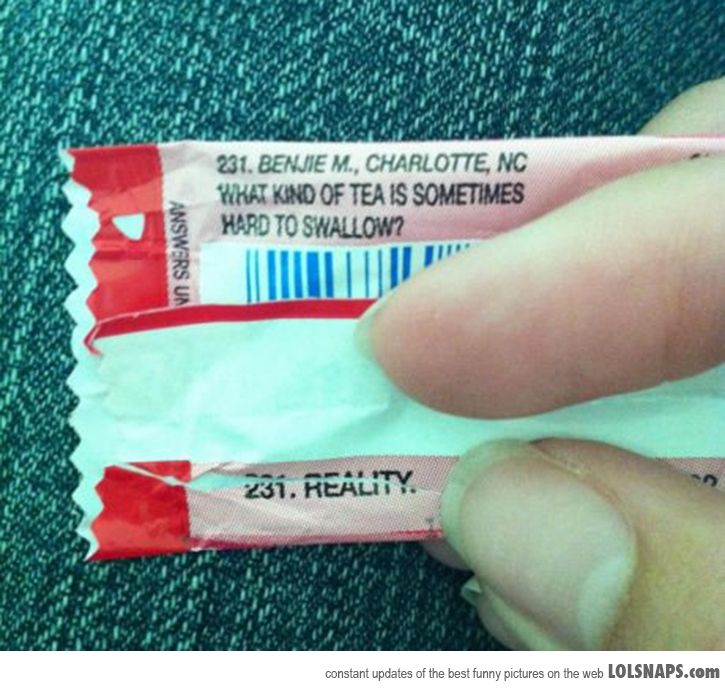 231. BENJIE M., CHARLOTTE, NC
WHAT KIND OF TEA IS SOMETIMES
HARD TO SWALLOW?
ANSWERS UN
231. REALITY.
constant updates of the best funny pictures on the web LOLSNAPS.com